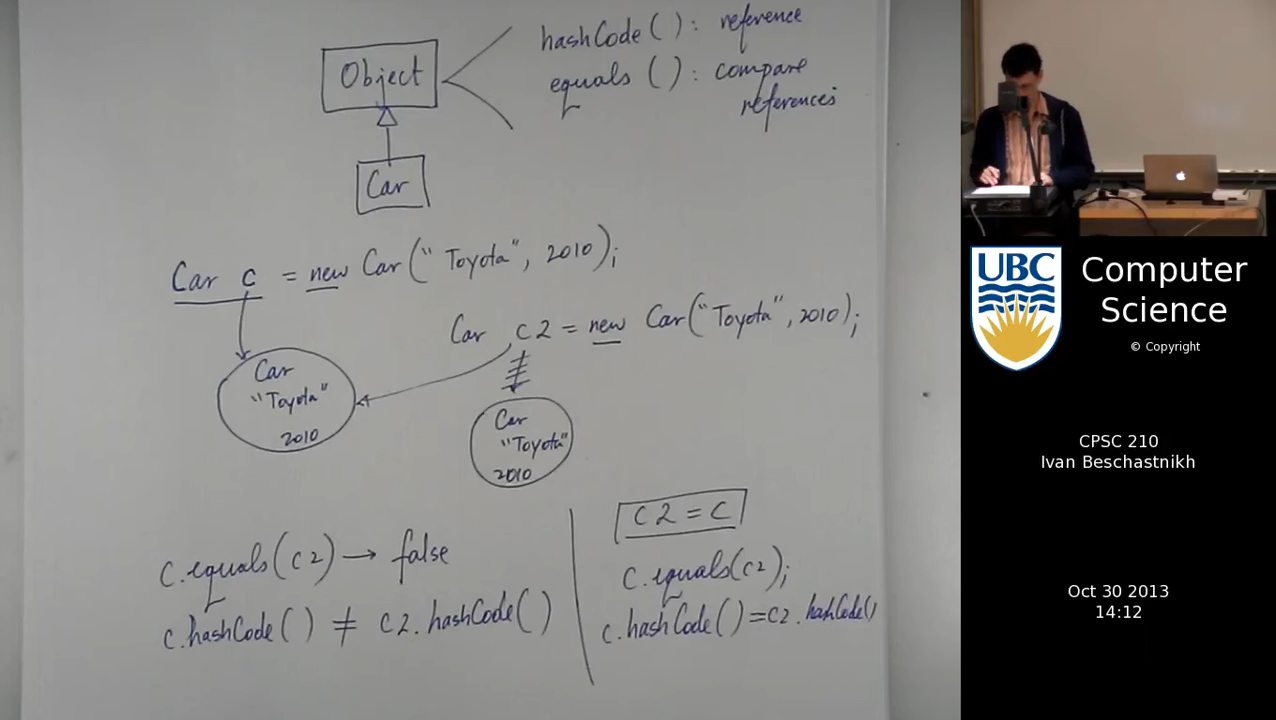 Object
hashCode ( ) : reference
equals ( ) : compare
references
Car
Car c = new Car("Toyota", 2010);
Car c2 = new Car("Toyota", 2010);
Car
"Toyota"
2010
Car
"Toyota"
2010
c.equals(c2) → false
c.hashCode ( ) ≠ c2.hashCode( )
c2 = c
c.equals(c2);
c.hashCode ( ) = c2.hashCode()
UBC
Computer
Science
© Copyright
CPSC 210
Ivan Beschastnikh
Oct 30 2013
14:12